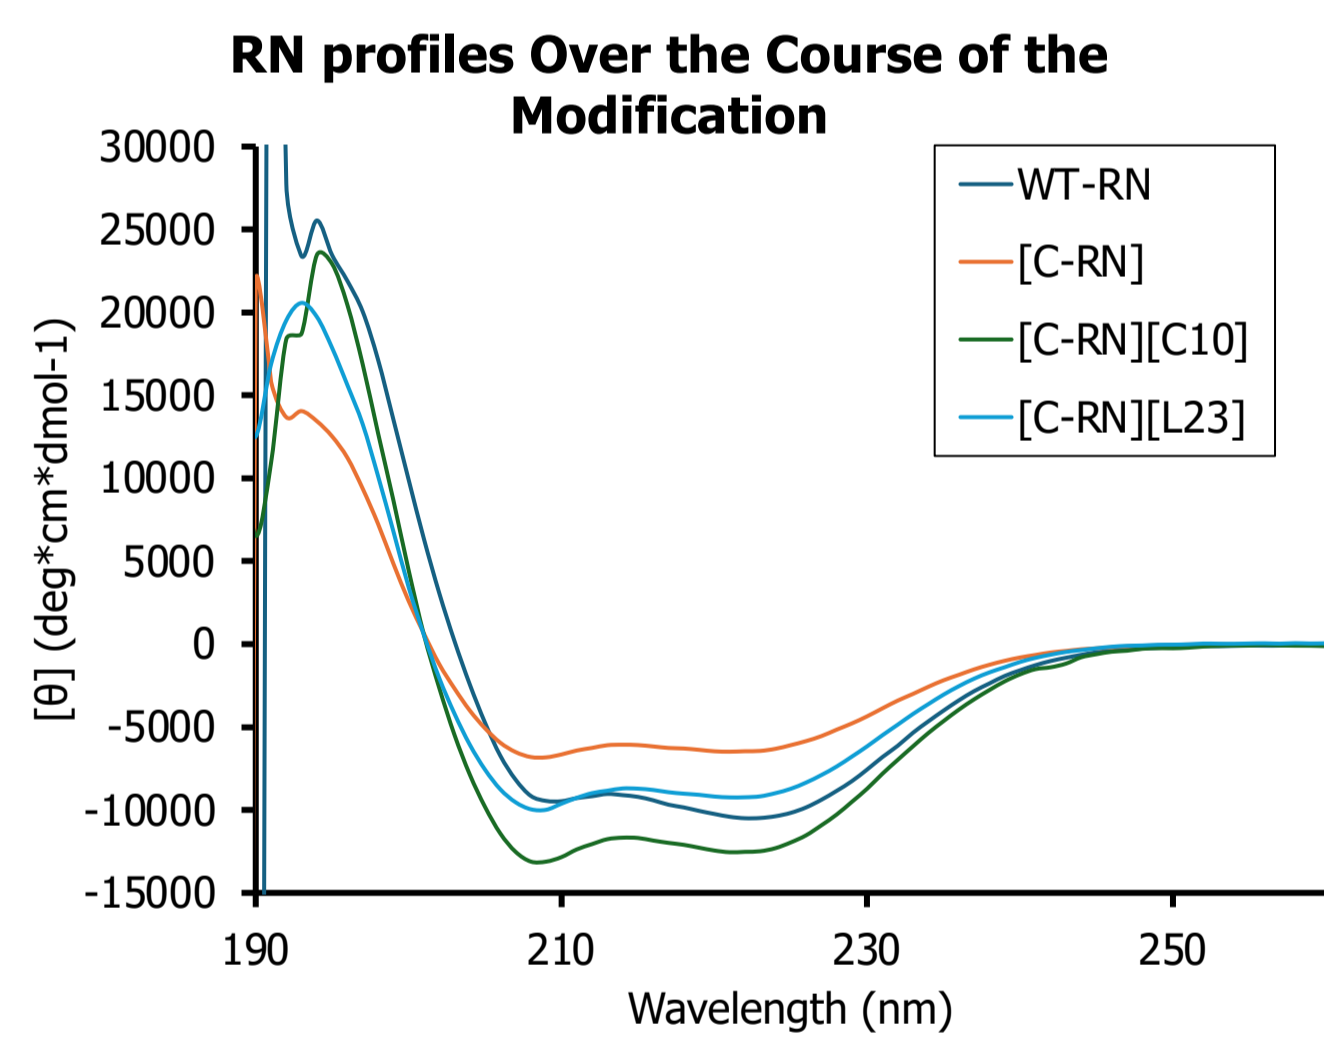 RN profiles Over the Course of the
Modification
30000
25000
20000
15000
10000
5000
0
-5000
-10000
-15000
[θ] (deg*cm*dmol-1)
WT-RN
[C-RN]
[C-RN][C10]
[C-RN][L23]
190
210
230
250
Wavelength (nm)